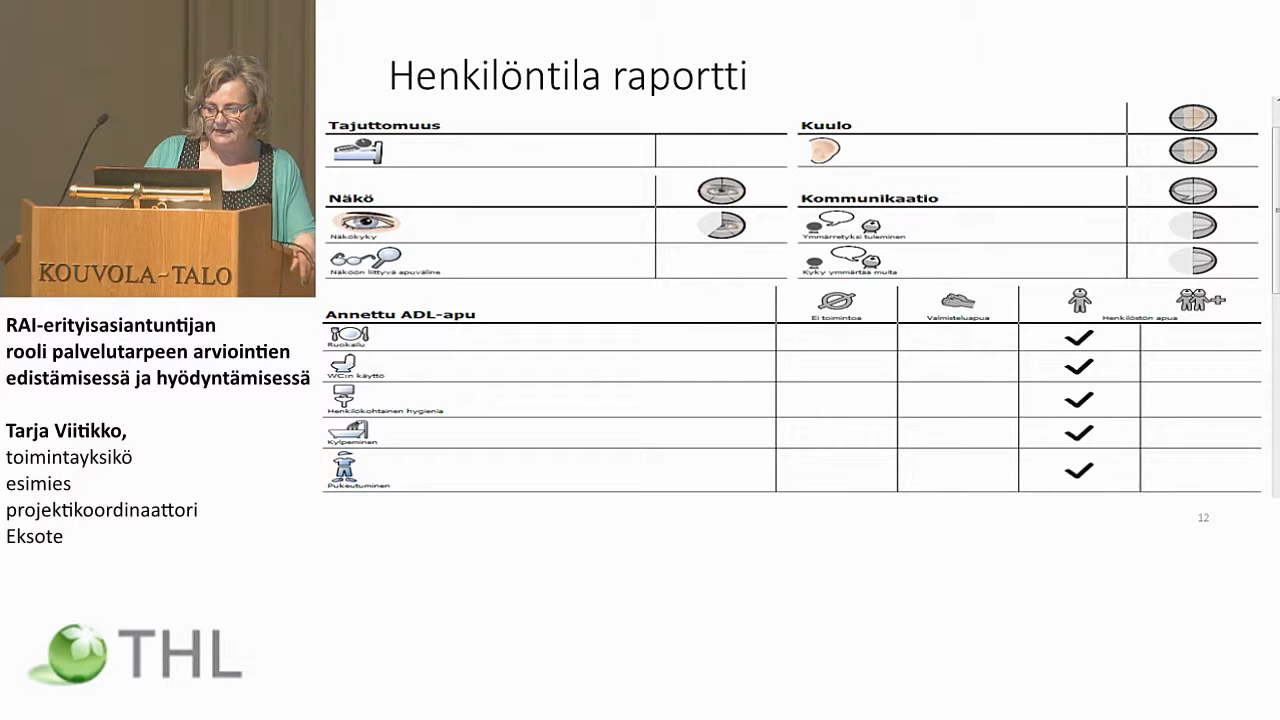 Henkilöntila raportti
Tajuttomuus
Kuulo
Näkö
Kommunikaatio
Näkökyky
Ymmärretyksi tuleminen
Näköön liittyvä apuväline
Kyky ymmärtää muita
Annettu ADL-apu
Ei toimintoa
Valmisteluapua
Henkilöstön apua
Ruokailu
WC:n käyttö
Henkilökohtainen hygienia
Kylpeminen
Pukeutuminen
12
KOUVOLA-TALO
RAI-erityisasiantuntijan
rooli palvelutarpeen arviointien
edistämisessä ja hyödyntämisessä
Tarja Viitikko,
toimintayksikö
esimies
projektikoordinaattori
Eksote
THL